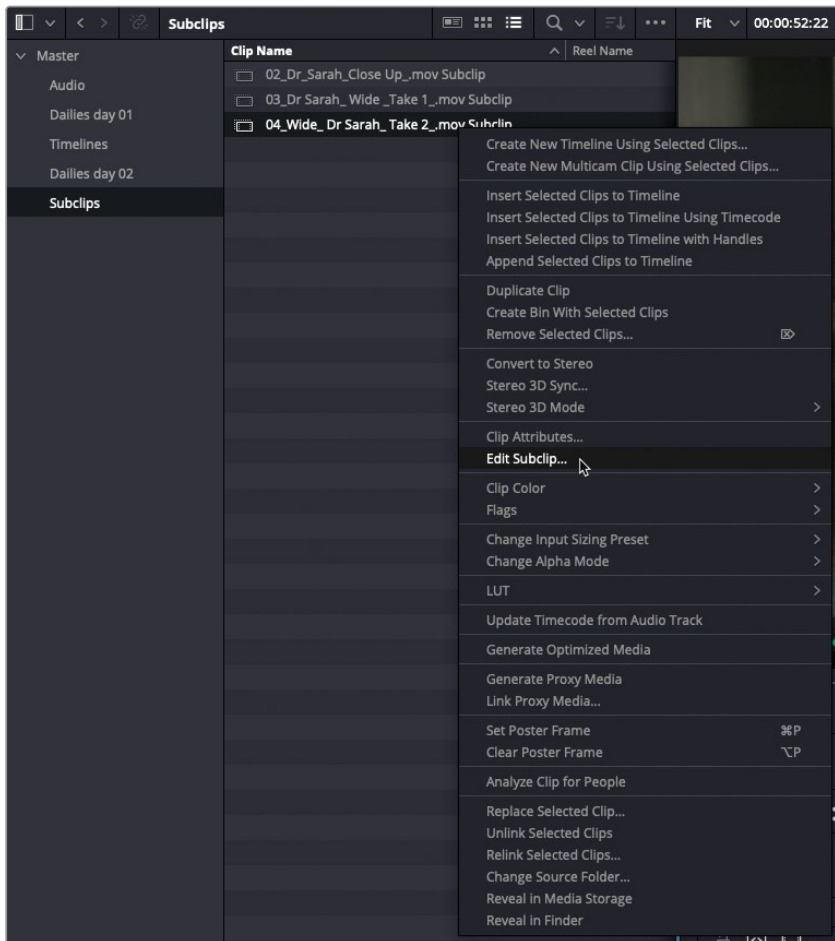 Subclips
Fit
00:00:52:22
Master
Audio
Dailies day 01
Timelines
Dailies day 02
Subclips
Clip Name
Reel Name
02_Dr_Sarah_Close Up_.mov Subclip
03_Dr Sarah_ Wide _Take 1_.mov Subclip
04_Wide_ Dr Sarah_ Take 2_.mov Subclip
Create New Timeline Using Selected Clips...
Create New Multicam Clip Using Selected Clips...
Insert Selected Clips to Timeline
Insert Selected Clips to Timeline Using Timecode
Insert Selected Clips to Timeline with Handles
Append Selected Clips to Timeline
Duplicate Clip
Create Bin With Selected Clips
Remove Selected Clips...
Convert to Stereo
Stereo 3D Sync...
Stereo 3D Mode
Clip Attributes...
Edit Subclip...
Clip Color
Flags
Change Input Sizing Preset
Change Alpha Mode
LUT
Update Timecode from Audio Track
Generate Optimized Media
Generate Proxy Media
Link Proxy Media...
Set Poster Frame ⌘P
Clear Poster Frame ⌥P
Analyze Clip for People
Replace Selected Clip...
Unlink Selected Clips
Relink Selected Clips...
Change Source Folder...
Reveal in Media Storage
Reveal in Finder